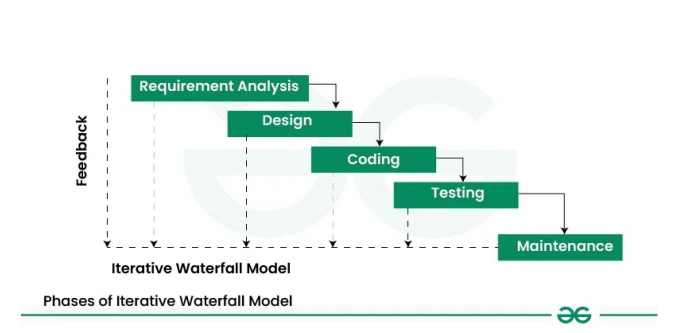 Requirement Analysis
Design
Feedback
Coding
Testing
Maintenance
Iterative Waterfall Model
Phases of Iterative Waterfall Model